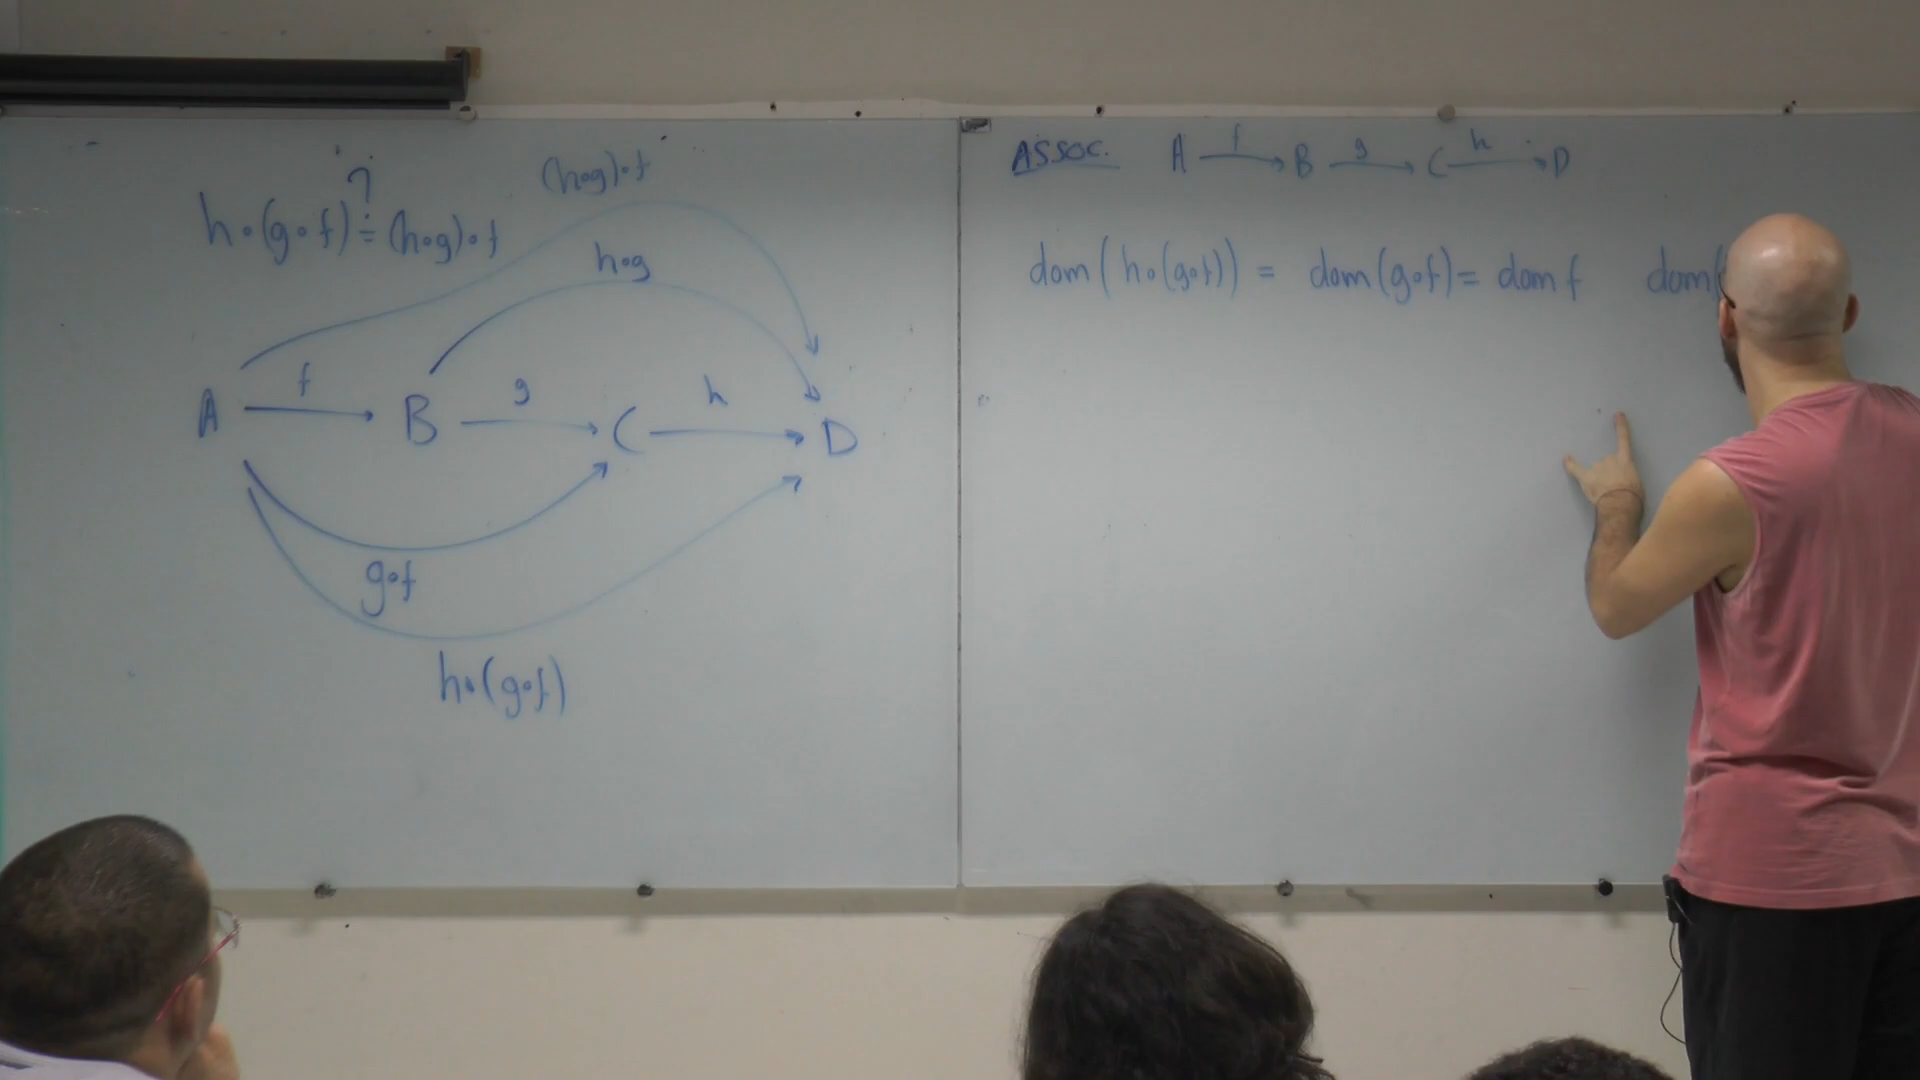 h∘(g∘f) ≟ (h∘g)∘f
(h∘g)∘f
h∘g
f
g
h
A
B
C
D
g∘f
h∘(g∘f)
ASSOC.
A —f→ B —g→ C —h→ D
dom(h∘(g∘f)) = dom(g∘f) = dom f dom(